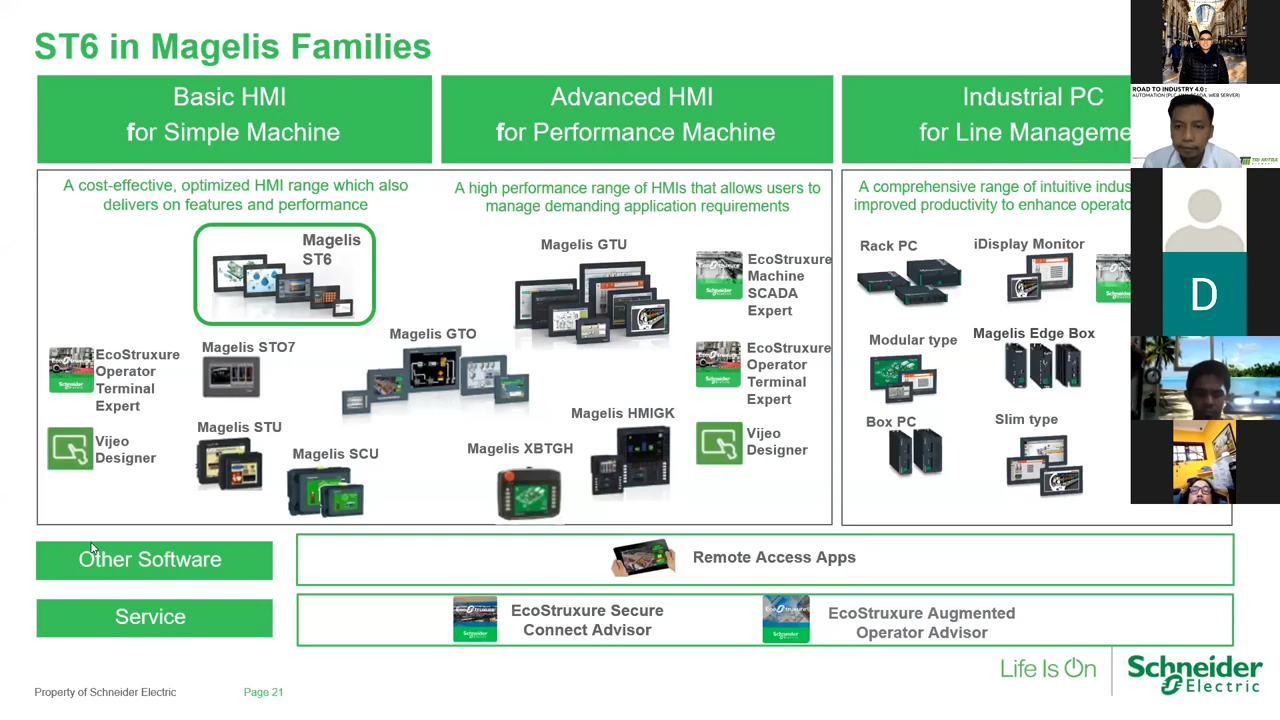 ST6 in Magelis Families
Basic HMI
for Simple Machine
A cost-effective, optimized HMI range which also
delivers on features and performance
Magelis
ST6
EcoStruxure
Operator
Terminal
Expert
Magelis STO7
Magelis GTO
Vijeo
Designer
Magelis STU
Magelis SCU
Advanced HMI
for Performance Machine
A high performance range of HMIs that allows users to
manage demanding application requirements
Magelis GTU
EcoStruxure
Machine
SCADA
Expert
EcoStruxure
Operator
Terminal
Expert
Magelis HMIGK
Magelis XBTGH
Vijeo
Designer
Industrial PC
for Line Manageme
A comprehensive range of intuitive indus
improved productivity to enhance operato
Rack PC
iDisplay Monitor
Modular type
Magelis Edge Box
Box PC
Slim type
ROAD TO INDUSTRY 4.0 :
D
Other Software
Remote Access Apps
Service
EcoStruxure Secure
Connect Advisor
EcoStruxure Augmented
Operator Advisor
Property of Schneider Electric
Page 21
Life Is On
Schneider
Electric